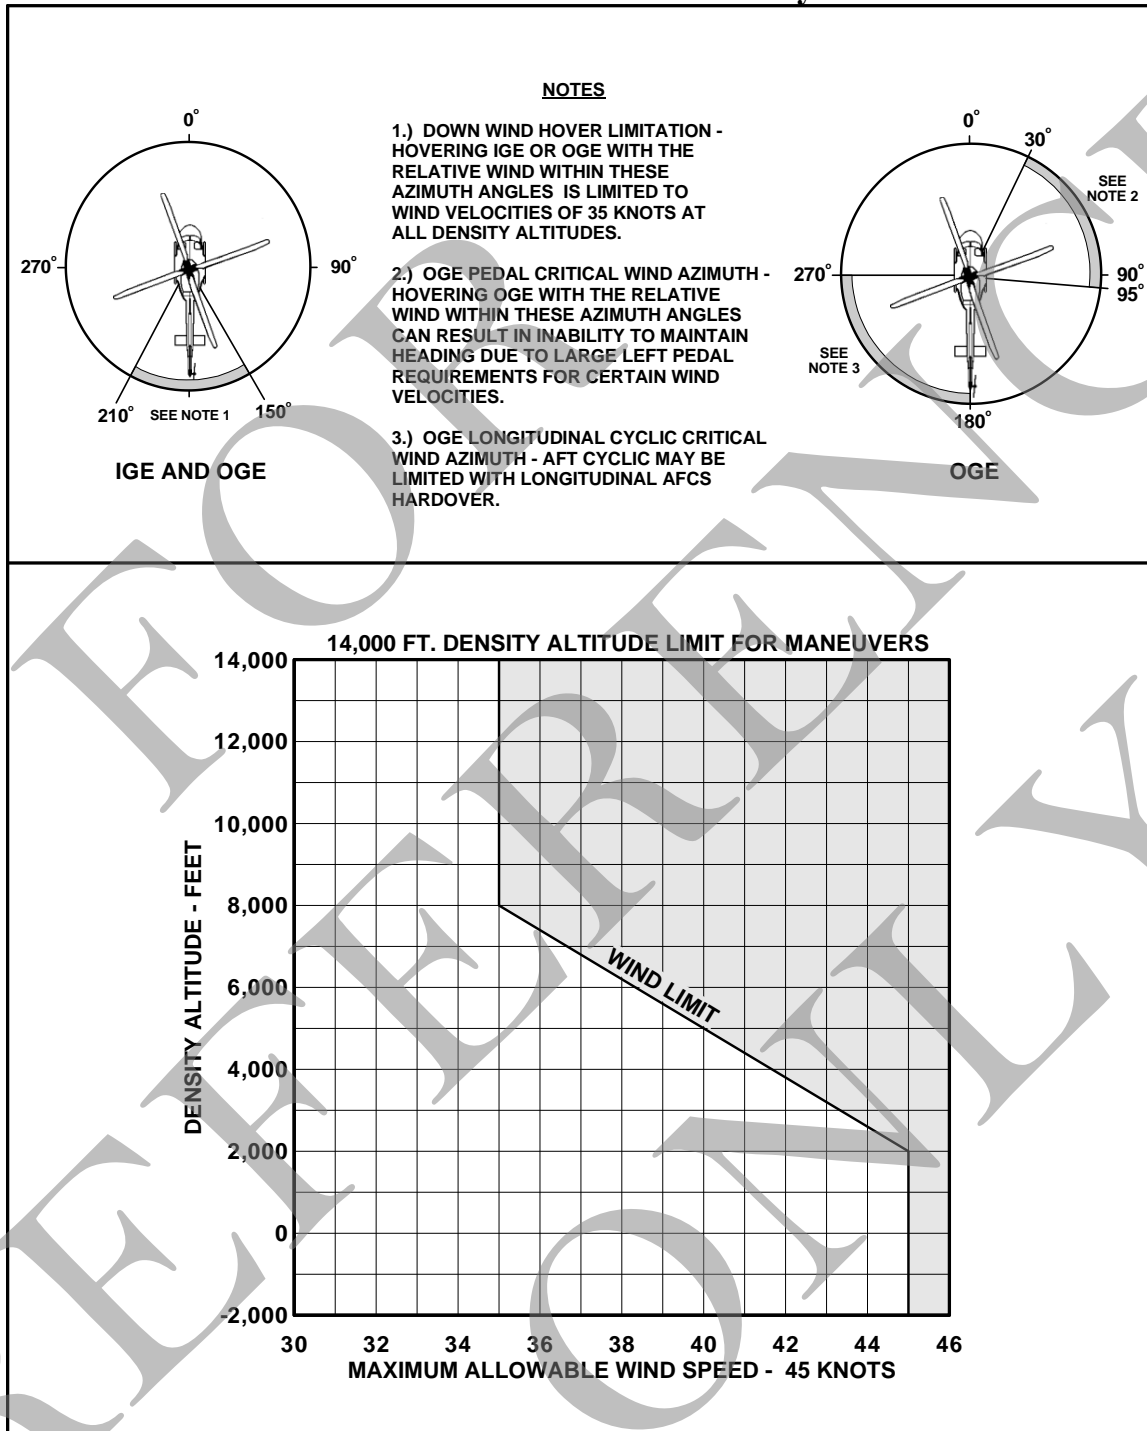 NOTES
1.) DOWN WIND HOVER LIMITATION -
HOVERING IGE OR OGE WITH THE
RELATIVE WIND WITHIN THESE
AZIMUTH ANGLES IS LIMITED TO
WIND VELOCITIES OF 35 KNOTS AT
ALL DENSITY ALTITUDES.
2.) OGE PEDAL CRITICAL WIND AZIMUTH -
HOVERING OGE WITH THE RELATIVE
WIND WITHIN THESE AZIMUTH ANGLES
CAN RESULT IN INABILITY TO MAINTAIN
HEADING DUE TO LARGE LEFT PEDAL
REQUIREMENTS FOR CERTAIN WIND
VELOCITIES.
3.) OGE LONGITUDINAL CYCLIC CRITICAL
WIND AZIMUTH - AFT CYCLIC MAY BE
LIMITED WITH LONGITUDINAL AFCS
HARDOVER.
0°
270°
90°
210°
SEE NOTE 1
150°
IGE AND OGE
0°
30°
SEE
NOTE 2
270°
90°
95°
SEE
NOTE 3
180°
OGE
14,000 FT. DENSITY ALTITUDE LIMIT FOR MANEUVERS
14,000
12,000
10,000
8,000
6,000
4,000
2,000
0
-2,000
DENSITY ALTITUDE - FEET
WIND LIMIT
30 32 34 36 38 40 42 44 46
MAXIMUM ALLOWABLE WIND SPEED - 45 KNOTS
FOR
REFERENCE
ONLY